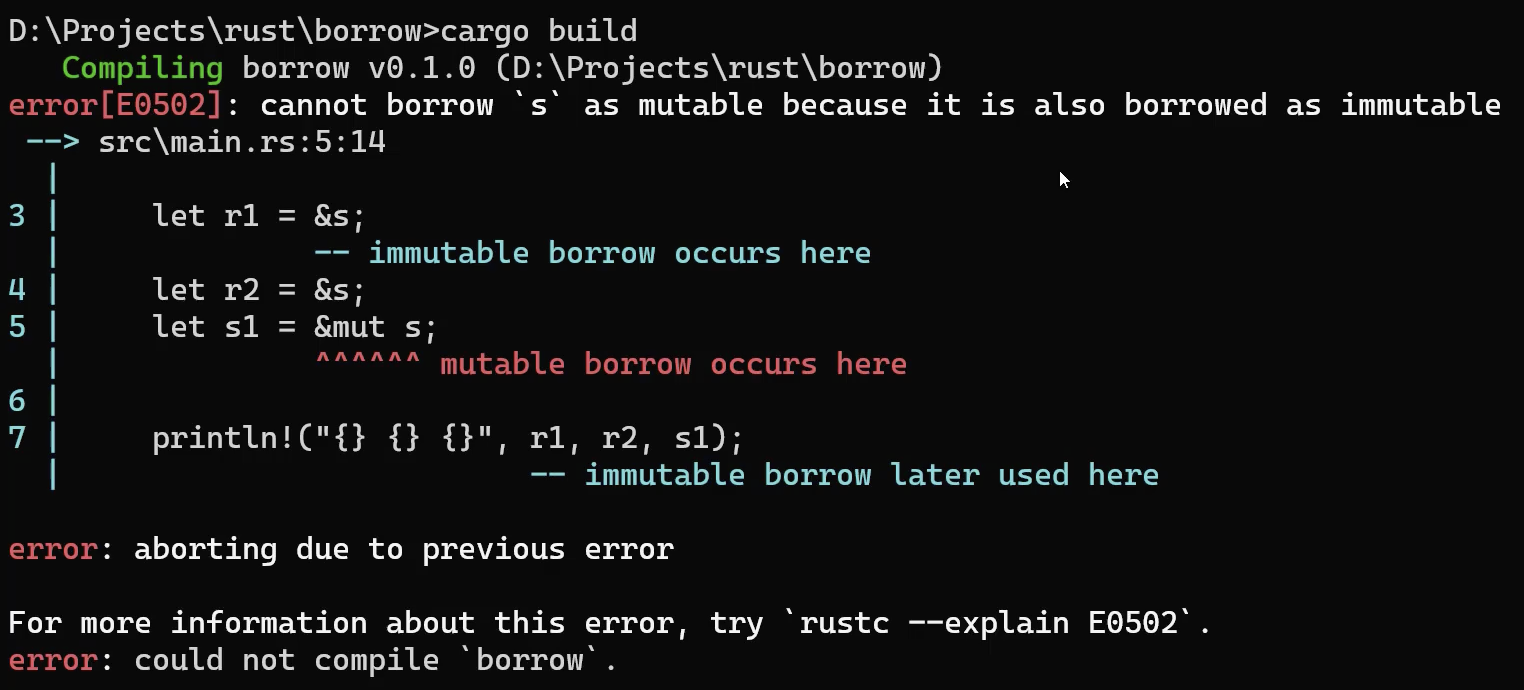 D:\Projects\rust\borrow>cargo build
   Compiling borrow v0.1.0 (D:\Projects\rust\borrow)
error[E0502]: cannot borrow `s` as mutable because it is also borrowed as immutable
 --> src\main.rs:5:14
  |
3 |     let r1 = &s;
  |              -- immutable borrow occurs here
4 |     let r2 = &s;
5 |     let s1 = &mut s;
  |              ^^^^^^ mutable borrow occurs here
6 |
7 |     println!("{} {} {}", r1, r2, s1);
  |                          -- immutable borrow later used here

error: aborting due to previous error

For more information about this error, try `rustc --explain E0502`.
error: could not compile `borrow`.